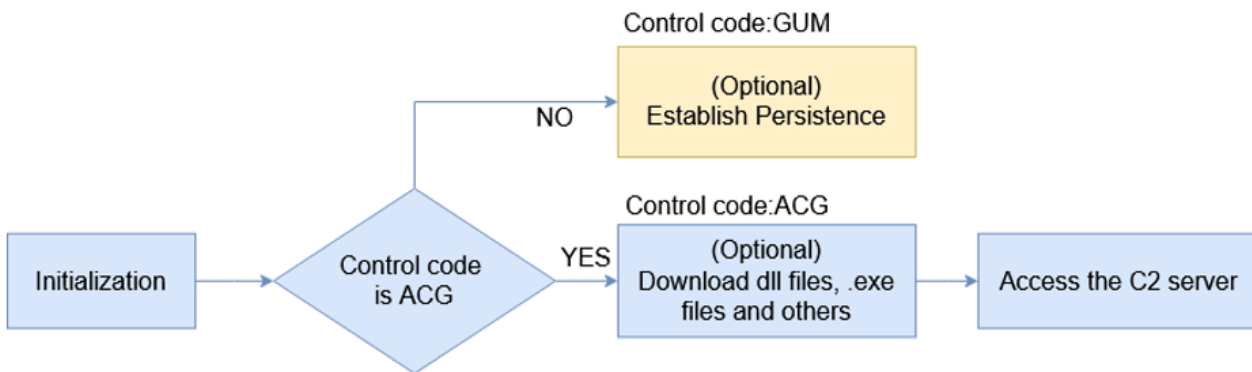 Control code:GUM
(Optional)
Establish Persistence
NO
Control code:ACG
Initialization
Control code
is ACG
YES
(Optional)
Download dll files, .exe
files and others
Access the C2 server